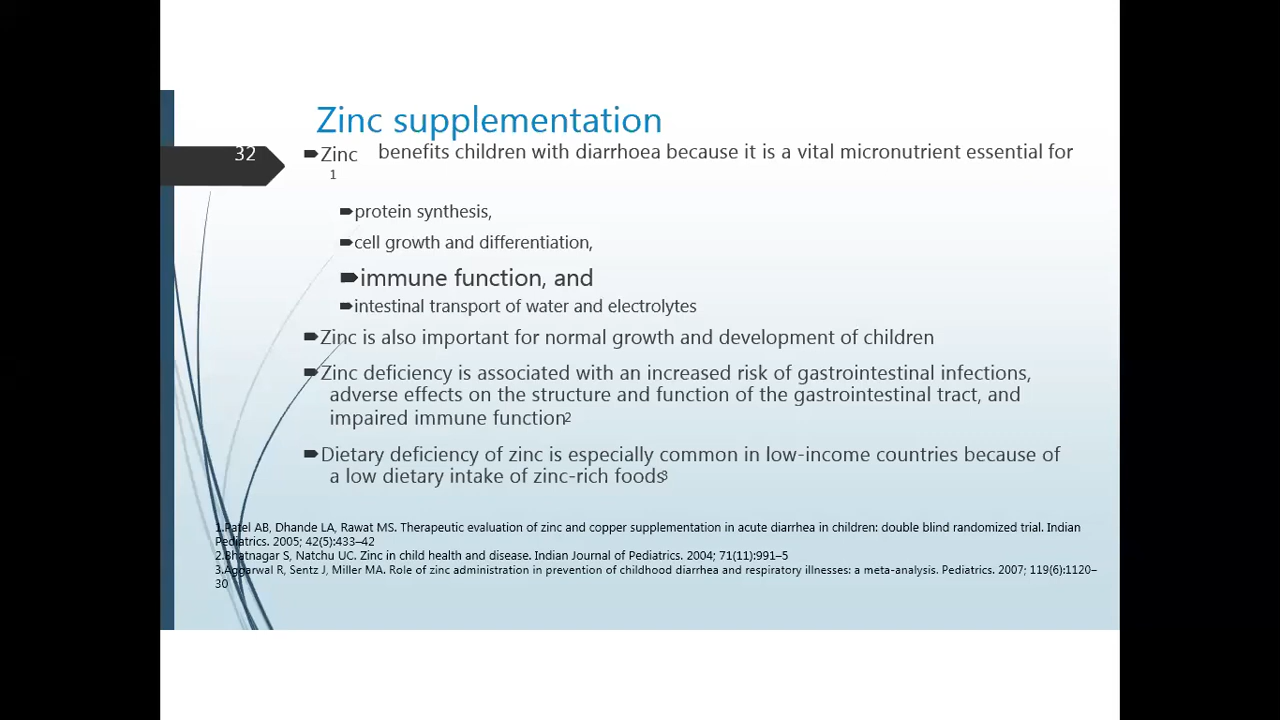 Zinc supplementation
32
Zinc benefits children with diarrhoea because it is a vital micronutrient essential for
1
protein synthesis,
cell growth and differentiation,
immune function, and
intestinal transport of water and electrolytes
Zinc is also important for normal growth and development of children
Zinc deficiency is associated with an increased risk of gastrointestinal infections,
adverse effects on the structure and function of the gastrointestinal tract, and
impaired immune function2
Dietary deficiency of zinc is especially common in low-income countries because of
a low dietary intake of zinc-rich foods3
1.Patel AB, Dhande LA, Rawat MS. Therapeutic evaluation of zinc and copper supplementation in acute diarrhea in children: double blind randomized trial. Indian
Pediatrics. 2005; 42(5):433–42
2.Bhatnagar S, Natchu UC. Zinc in child health and disease. Indian Journal of Pediatrics. 2004; 71(11):991–5
3.Aggarwal R, Sentz J, Miller MA. Role of zinc administration in prevention of childhood diarrhea and respiratory illnesses: a meta-analysis. Pediatrics. 2007; 119(6):1120–
30